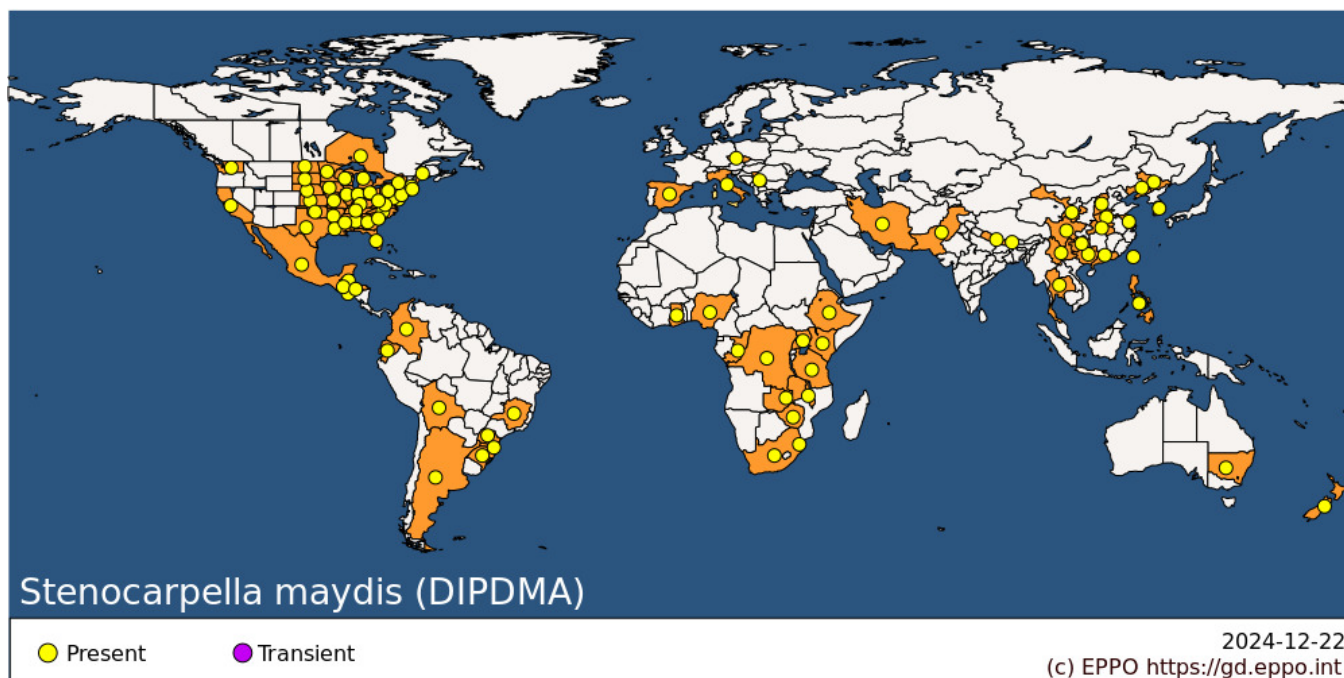 Stenocarpella maydis (DIPDMA)
Present
Transient
2024-12-22
(c) EPPO https://gd.eppo.int